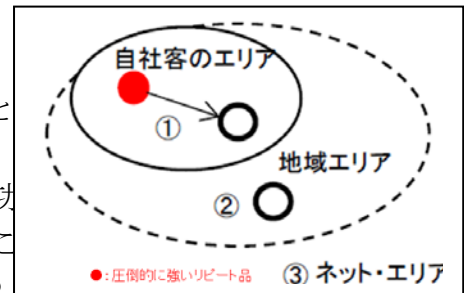 自社客のエリア
①
地域エリア
②
●:圧倒的に強いリピート品
③ ネット・エリア